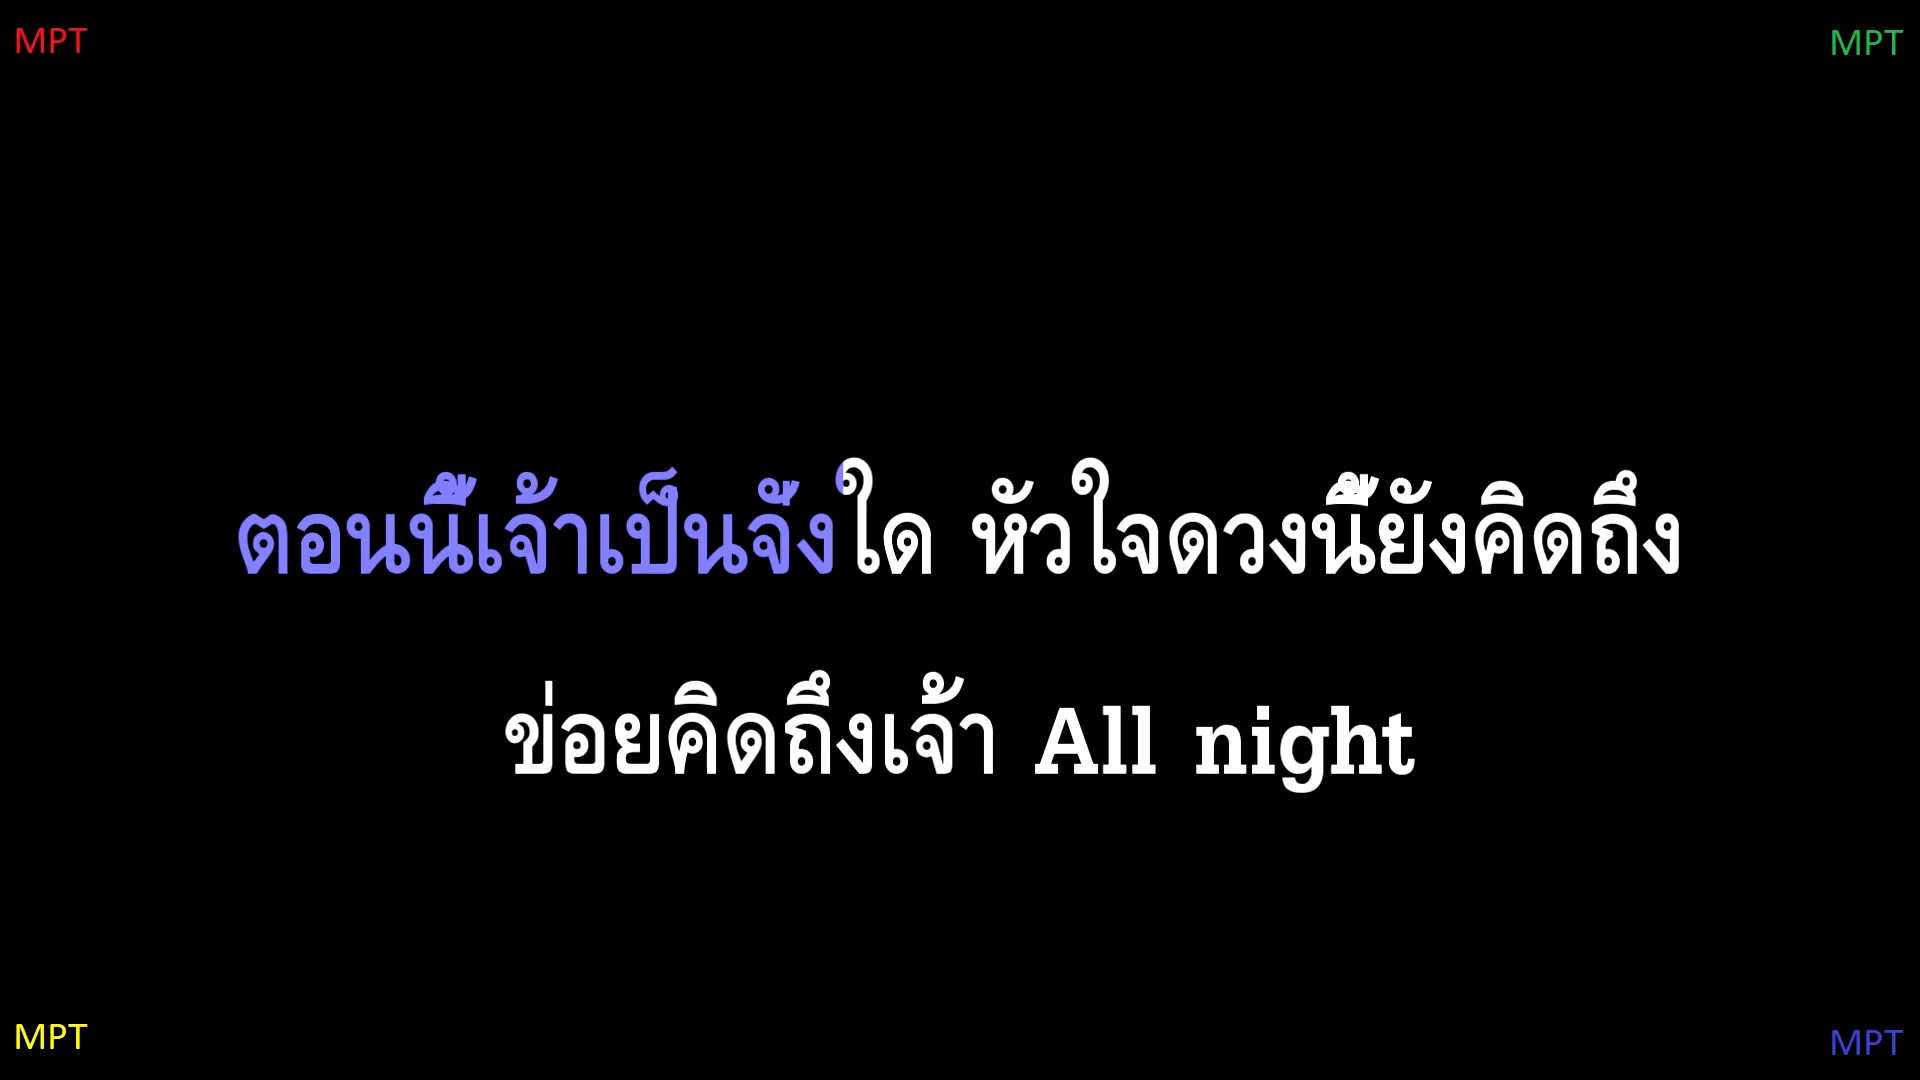 MPT MPT
ตอนนี้เจ้าเป็นจั่งใด หัวใจดวงนี้ยังคิดถึง
ข่อยคิดถึงเจ้า All night
MPT MPT